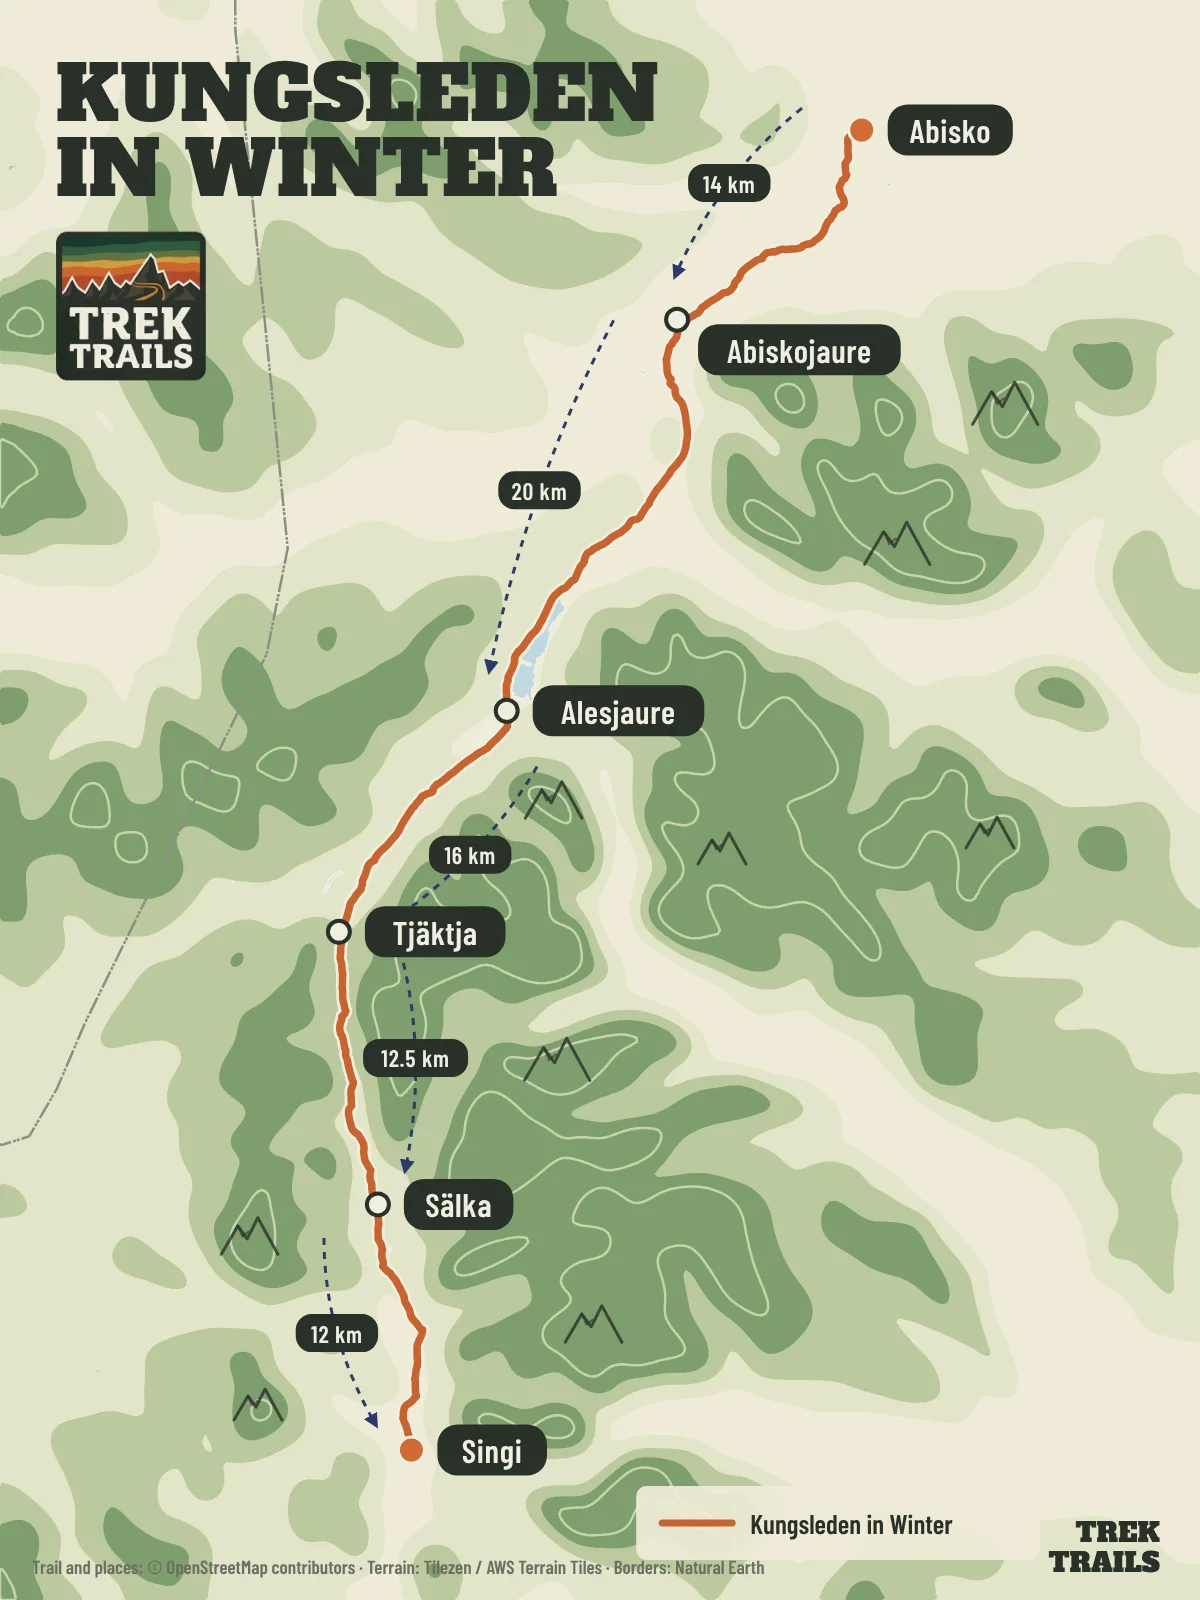 KUNGSLEDEN
IN WINTER
TREK
TRAILS
Abisko
14 km
Abiskojaure
20 km
Alesjaure
16 km
Tjäktja
12.5 km
Sälka
12 km
Singi
Kungsleden in Winter
TREK
TRAILS
Trail and places: © OpenStreetMap contributors · Terrain: Tilezen / AWS Terrain Tiles · Borders: Natural Earth